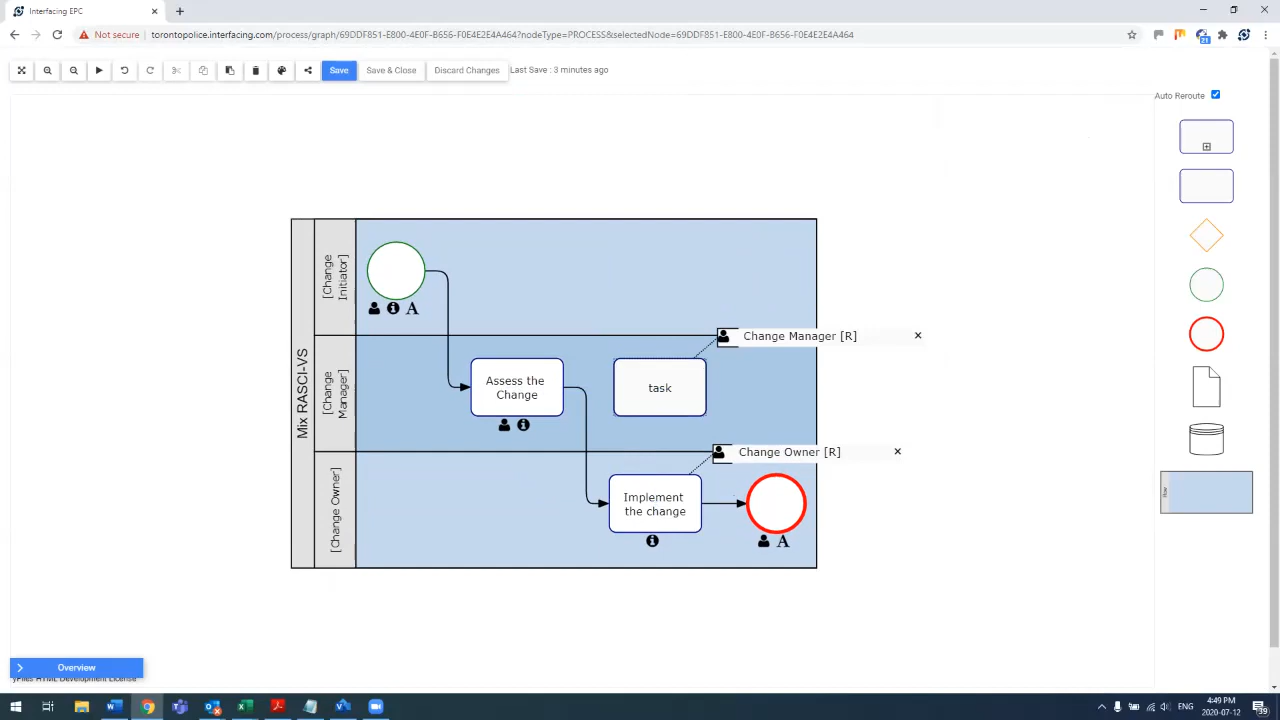 Interfacing EPC
Not secure | torontopolice.interfacing.com/process/graph/69DDF851-E800-4E0F-B656-F0E4E2E4A464?nodeType=PROCESS&selectedNode=69DDF851-E800-4E0F-B656-F0E4E2E4A464
21
Save
Save & Close
Discard Changes
Last Save : 3 minutes ago
Auto Reroute
Mix RASCI-VS
[Change
Initiator]
A
Change Manager [R]
[Change
Manager]
Assess the
Change
task
Change Owner [R]
[Change Owner]
Implement
the change
A
Row
Overview
yFiles HTML Development License
ENG
4:49 PM
2020-07-12
39